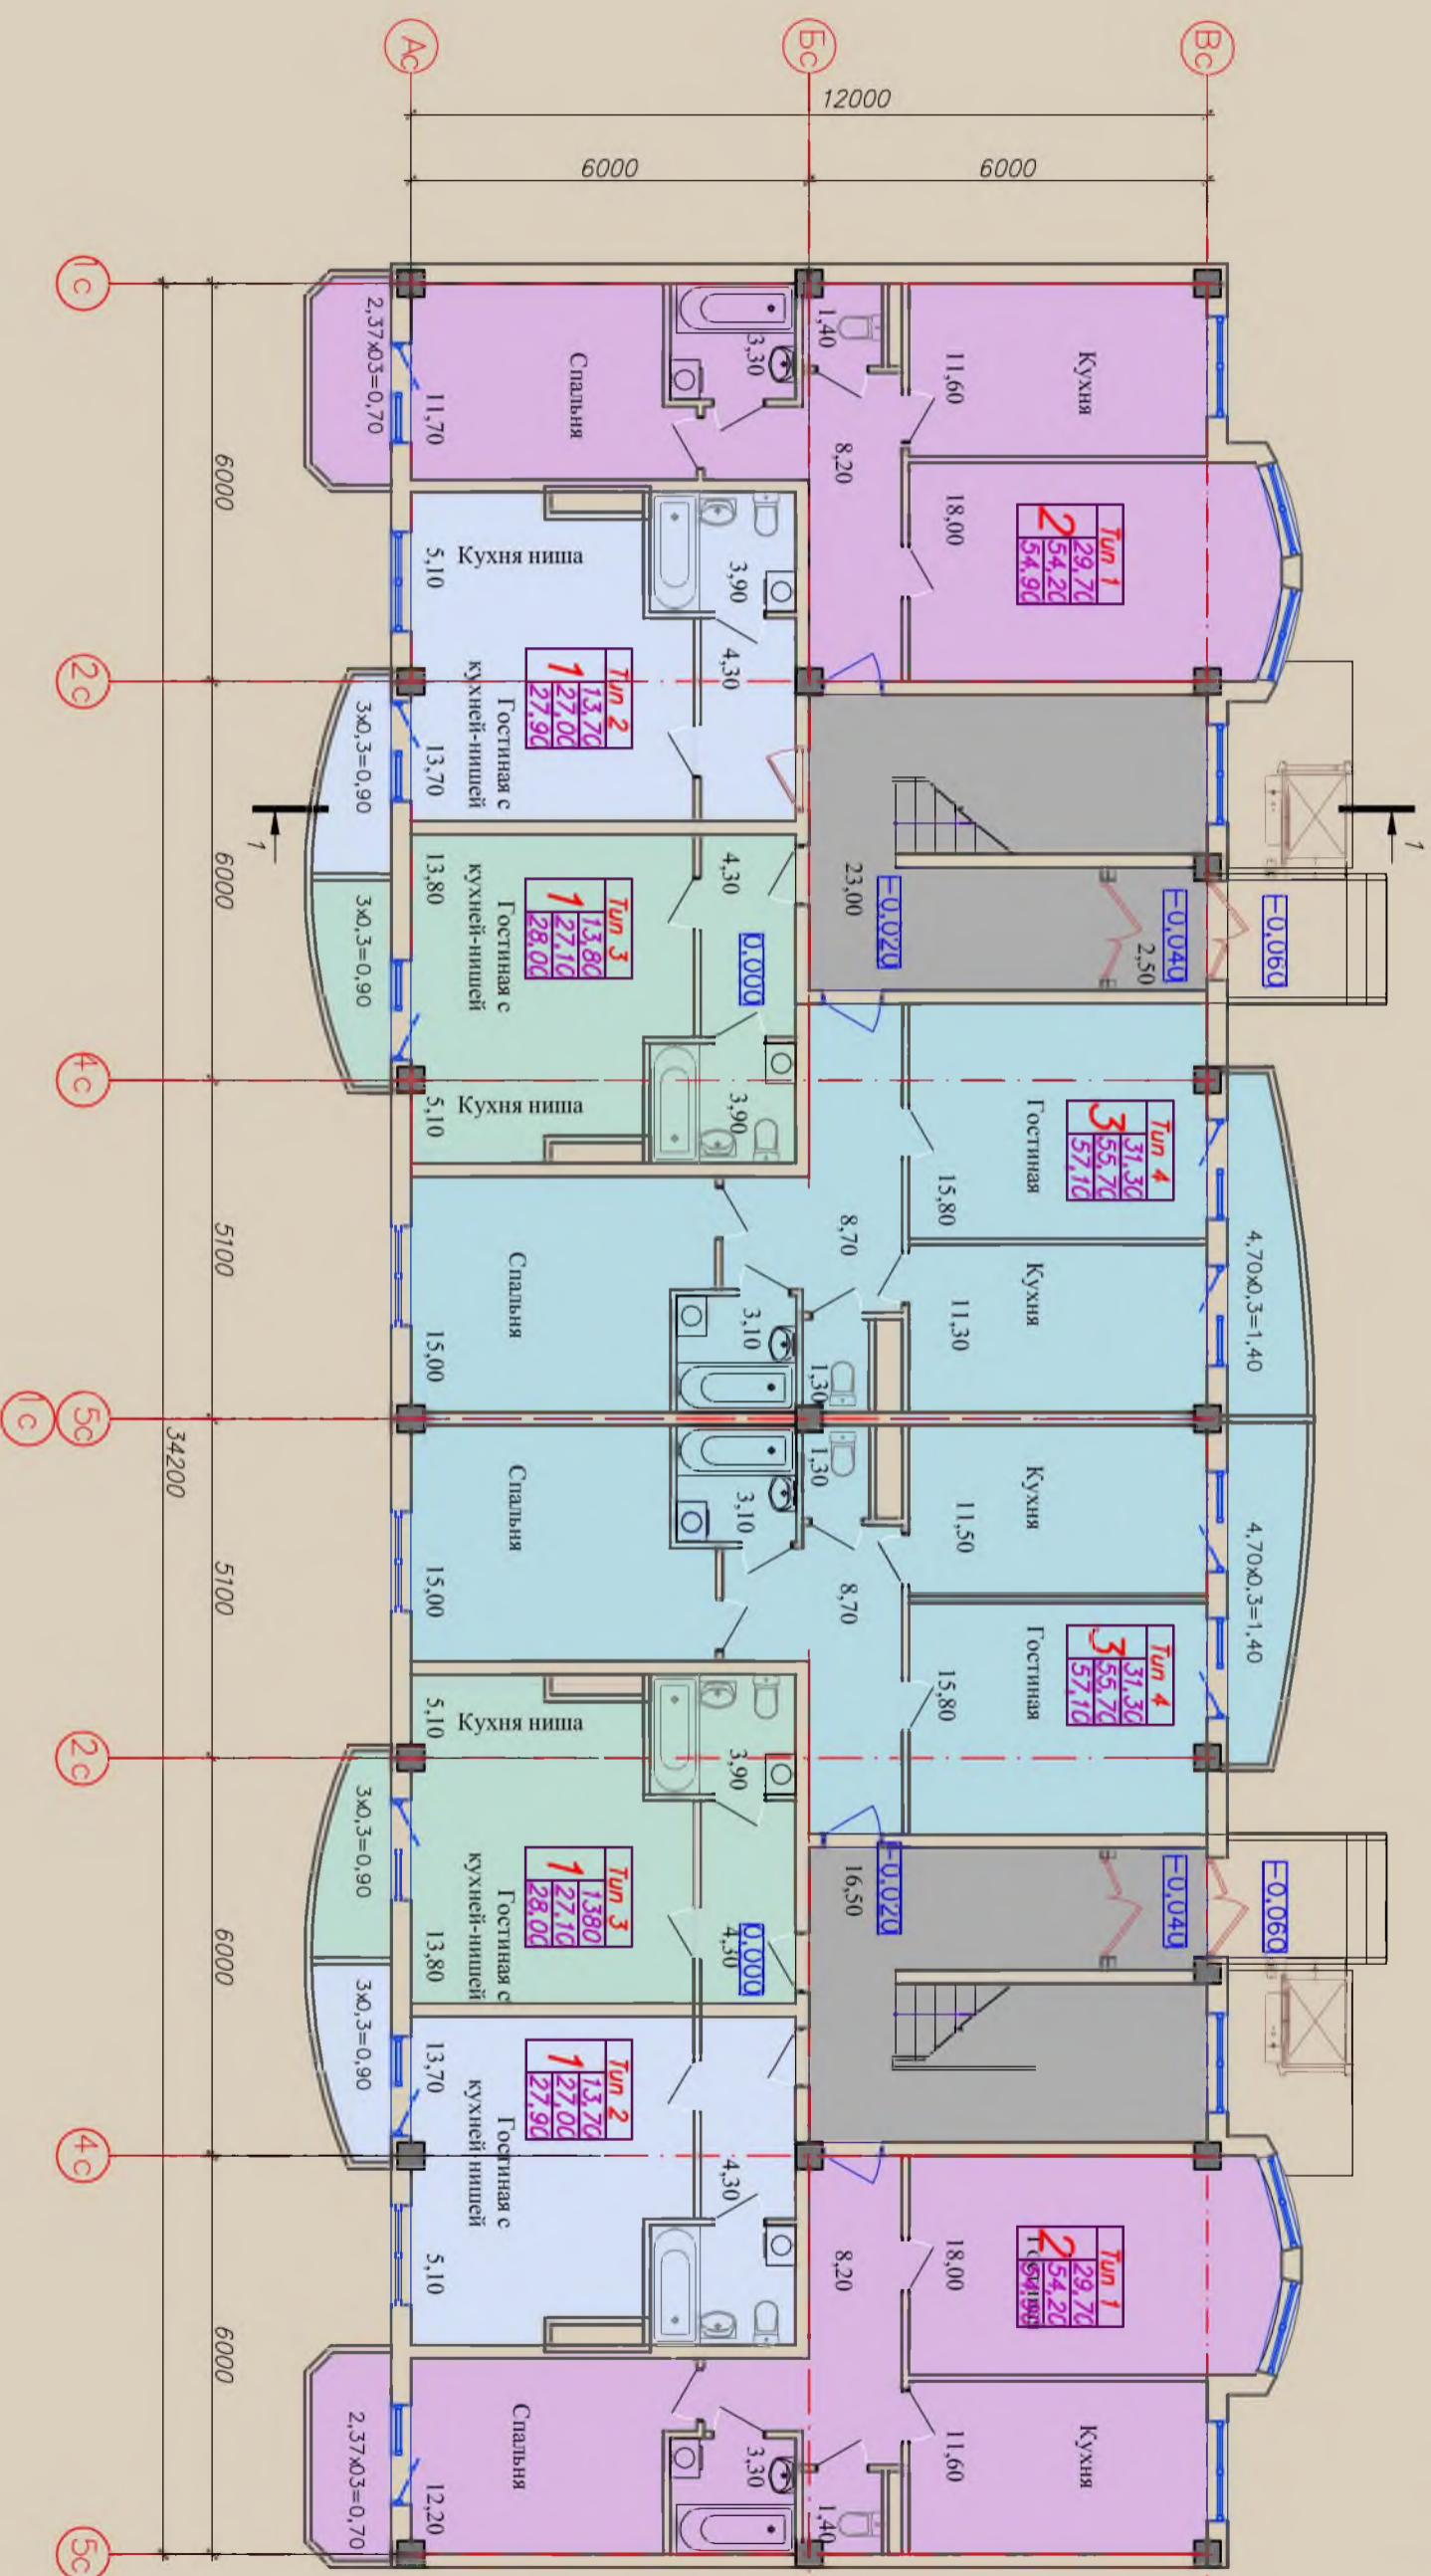 Ас
Бс
Вс
12000
6000
6000
1с
2,37х03=0,70
11,70
Спальня
3,30
1,40
11,60
Кухня
6000
8,20
18,00
Тип 1
2
29,70
54,20
54,90
5,10
Кухня ниша
3,90
4,30
2с
Тип 2
1
13,70
27,00
27,90
Гостиная с
кухней-нишей
3х0,3=0,90
13,70
1
1
6000
3х0,3=0,90
13,80
Гостиная с
кухней-нишей
Тип 3
1
13,80
27,10
28,00
4,30
0,000
23,00
-0,020
-0,040
2,50
-0,060
4с
5,10
Кухня ниша
3,90
Гостиная
Тип 4
3
31,30
55,70
57,10
15,80
5100
8,70
4,70х0,3=1,40
Спальня
15,00
3,10
1,30
11,30
Кухня
1с
5с
34200
Спальня
15,00
3,10
1,30
11,50
Кухня
5100
8,70
4,70х0,3=1,40
15,80
Гостиная
Тип 4
3
31,30
55,70
57,10
5,10
Кухня ниша
3,90
2с
3х0,3=0,90
13,80
Гостиная с
кухней-нишей
Тип 3
1
1380
27,10
28,00
4,30
0,000
16,50
-0,020
-0,040
-0,060
6000
3х0,3=0,90
13,70
Гостиная с
кухней-нишей
Тип 2
1
13,70
27,00
27,90
4,30
4с
5,10
8,20
18,00
Тип 1
2
29,70
54,20
54,90
Гостиная
6000
2,37х03=0,70
12,20
Спальня
3,30
1,40
11,60
Кухня
5с